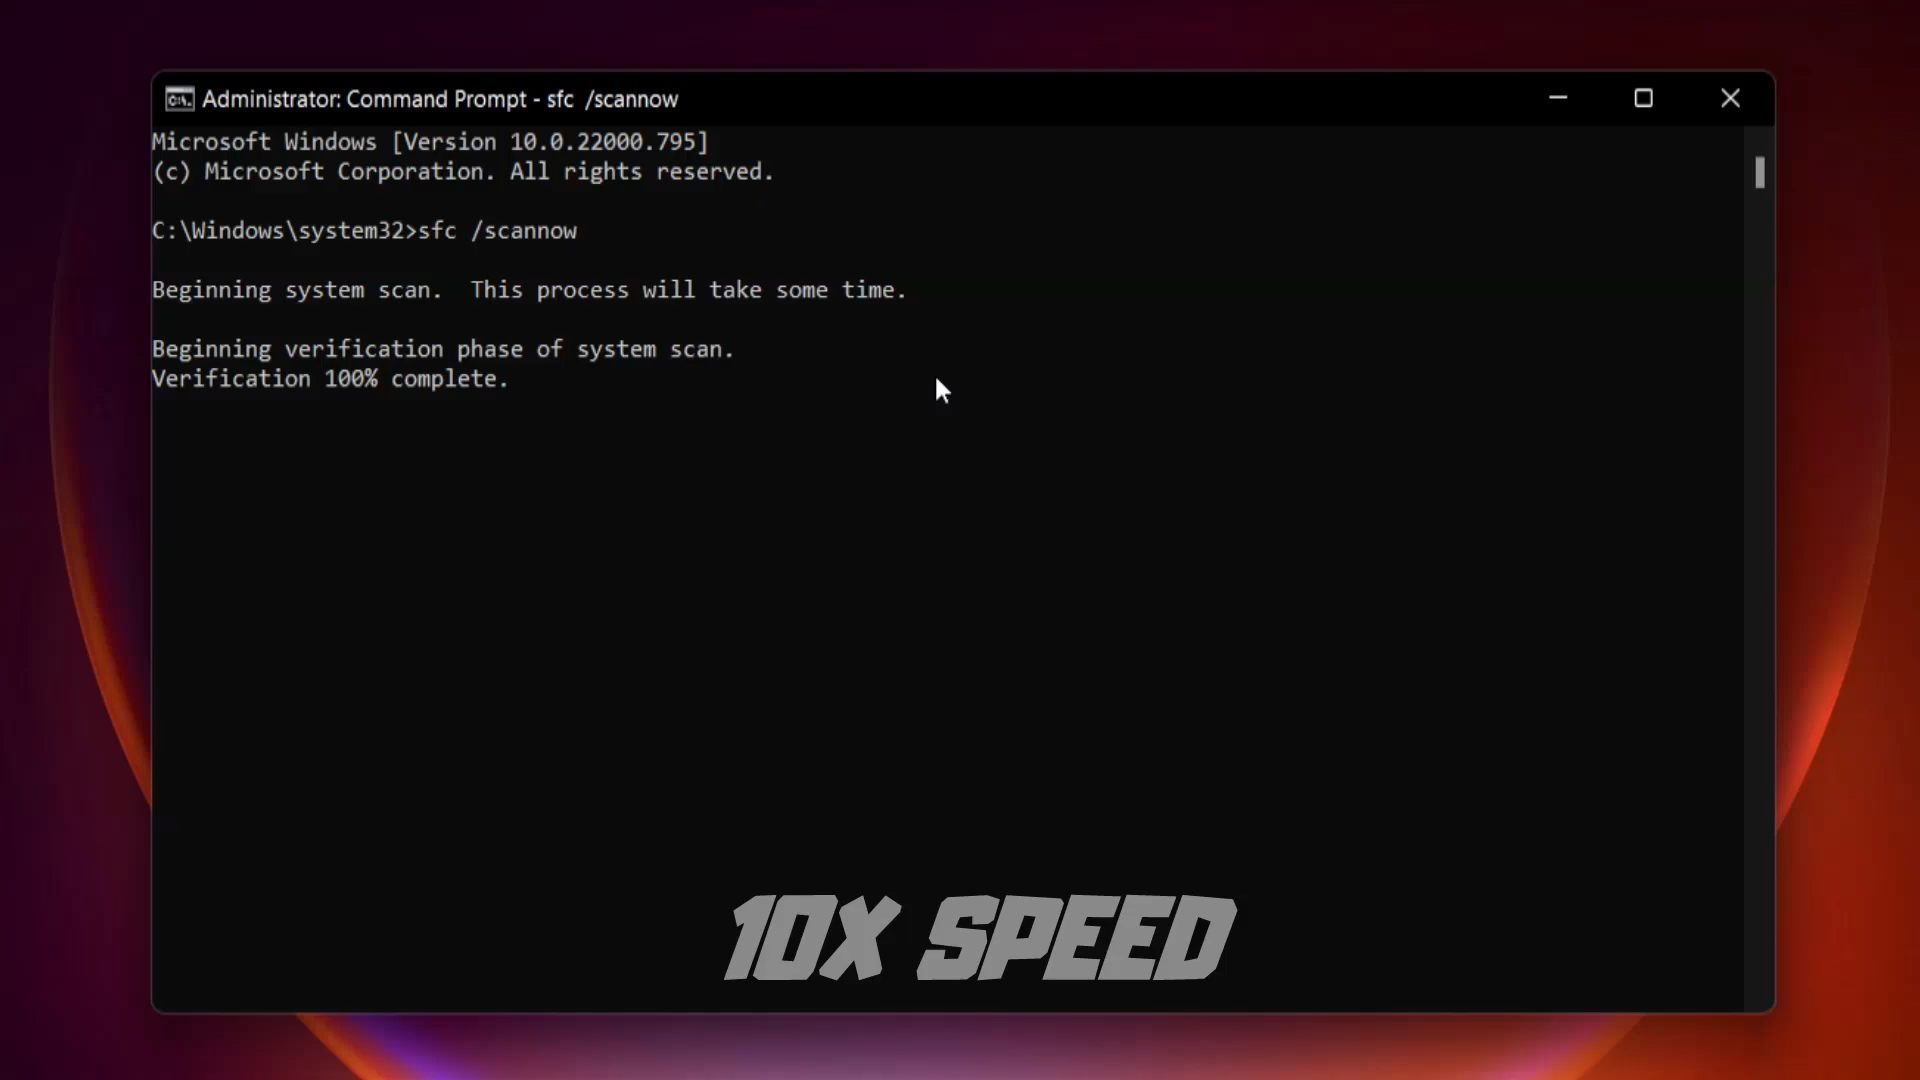 Administrator: Command Prompt - sfc  /scannow
Microsoft Windows [Version 10.0.22000.795]
(c) Microsoft Corporation. All rights reserved.
C:\Windows\system32>sfc /scannow
Beginning system scan.  This process will take some time.
Beginning verification phase of system scan.
Verification 100% complete.
10X SPEED